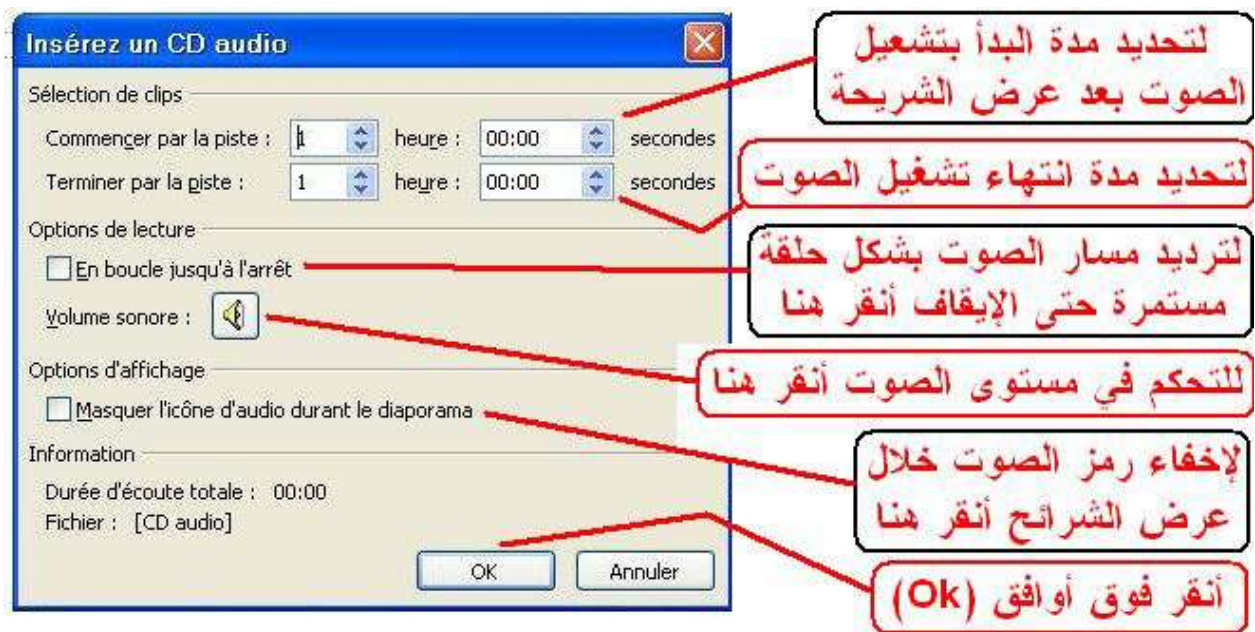 Insérez un CD audio
Sélection de clips
Commencer par la piste : 1 heure : 00:00 secondes
Terminer par la piste : 1 heure : 00:00 secondes
Options de lecture
En boucle jusqu'à l'arrêt
Volume sonore :
Options d'affichage
Masquer l'icône d'audio durant le diaporama
Information
Durée d'écoute totale : 00:00
Fichier : [CD audio]
OK Annuler
لتحديد مدة البدأ بتشعيل
الصوت بعد عرض الشريحة
لتحديد مدة انتهاء تشغيل الصوت
لترديد مسار الصوت بشكل حلقة
مستمرة حتى الإيقاف أنقر هنا
للتحكم في مستوى الصوت أنقر هنا
لإخفاء رمز الصوت خلال
عرض الشرائح أنقر هنا
أنقر فوق أوافق (Ok)